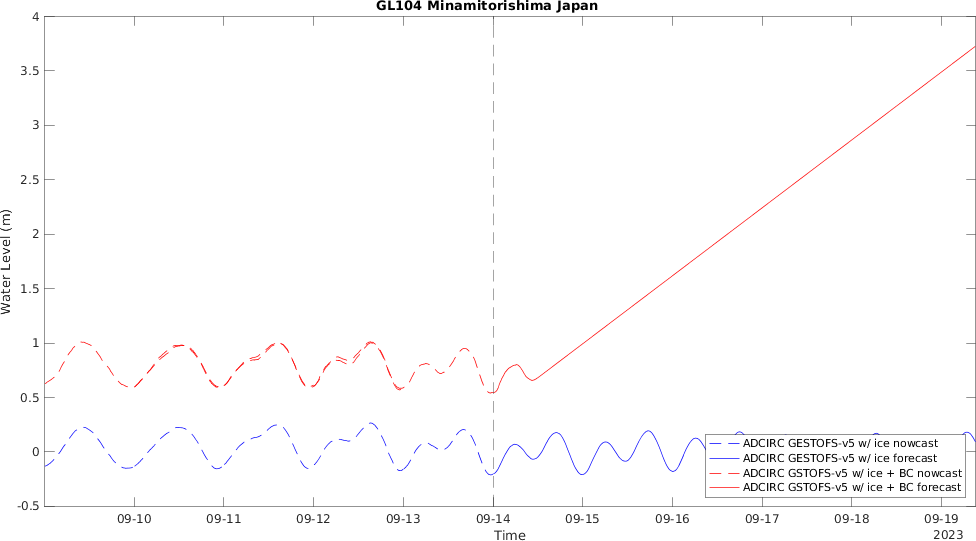 GL104 Minamitorishima Japan
4
3.5
3
2.5
2
1.5
1
0.5
0
-0.5
Water Level (m)
ADCIRC GESTOFS-v5 w/ ice nowcast
ADCIRC GESTOFS-v5 w/ ice forecast
ADCIRC GSTOFS-v5 w/ ice + BC nowcast
ADCIRC GSTOFS-v5 w/ ice + BC forecast
09-10 09-11 09-12 09-13 09-14 09-15 09-16 09-17 09-18 09-19
Time
2023